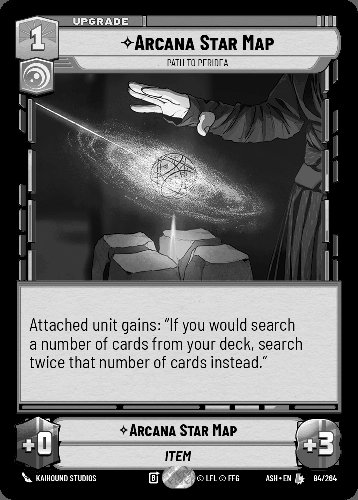 UPGRADE
1
✧ARCANA STAR MAP
PATH TO PERIDEA
Attached unit gains: “If you would search
a number of cards from your deck, search
twice that number of cards instead.”
+0
✧ARCANA STAR MAP
ITEM
+3
KAIHOUND STUDIOS
© LFL © FFG
ASH • EN
84/264